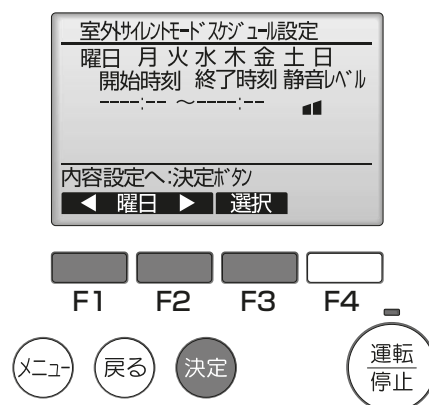 室外サイレントモードスケジュール設定
曜日 月 火 水 木 金 土 日
開始時刻 終了時刻 静音レベル
----:-- ～----:--
内容設定へ:決定ボタン
◀ 曜日 ▶ 選択
F1 F2 F3 F4
メニュー 戻る 決定 運転
停止